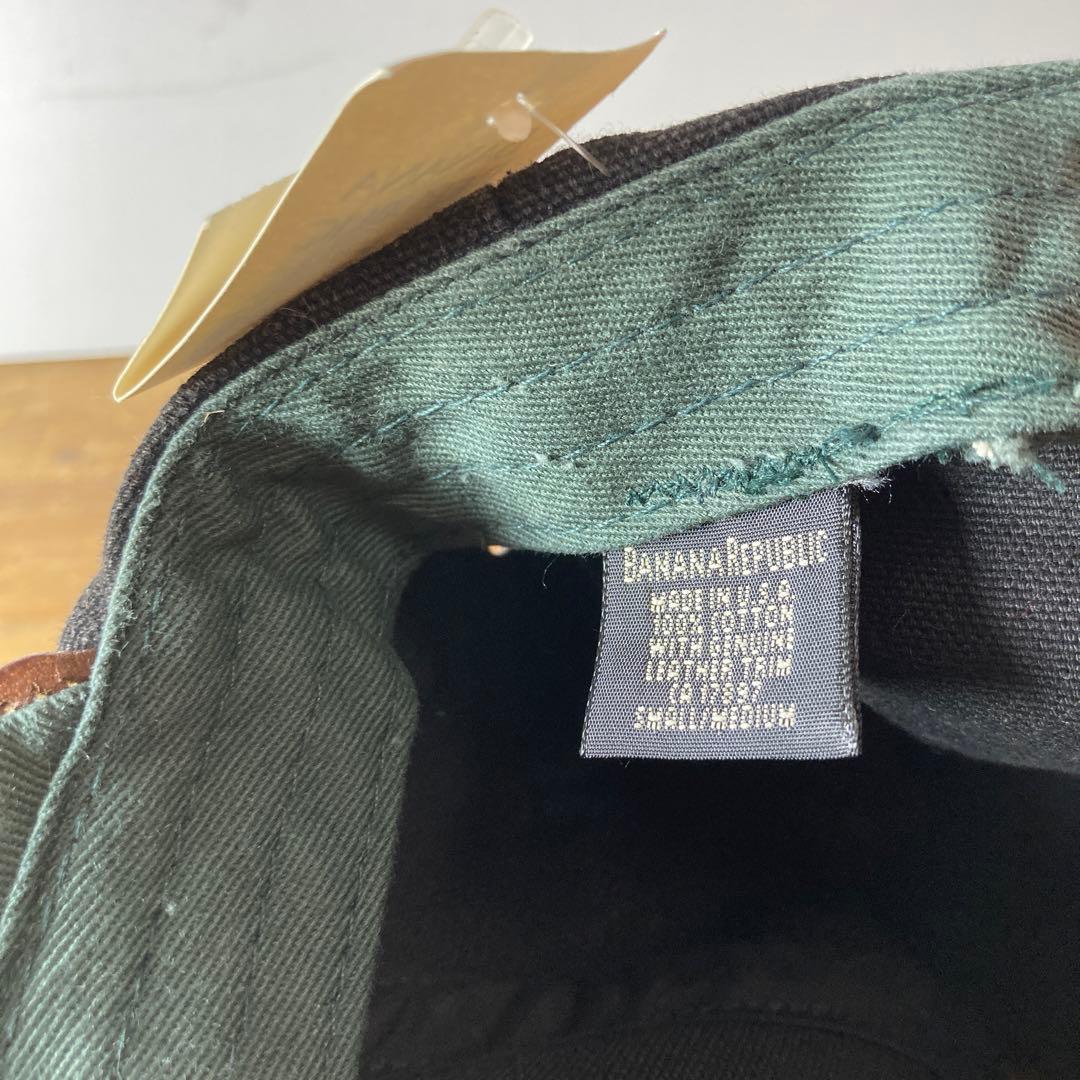 BANANA REPUBLIC
MADE IN U.S.A
100% COTTON
WITH GENUINE
LEATHER TRIM
SMALL/MEDIUM